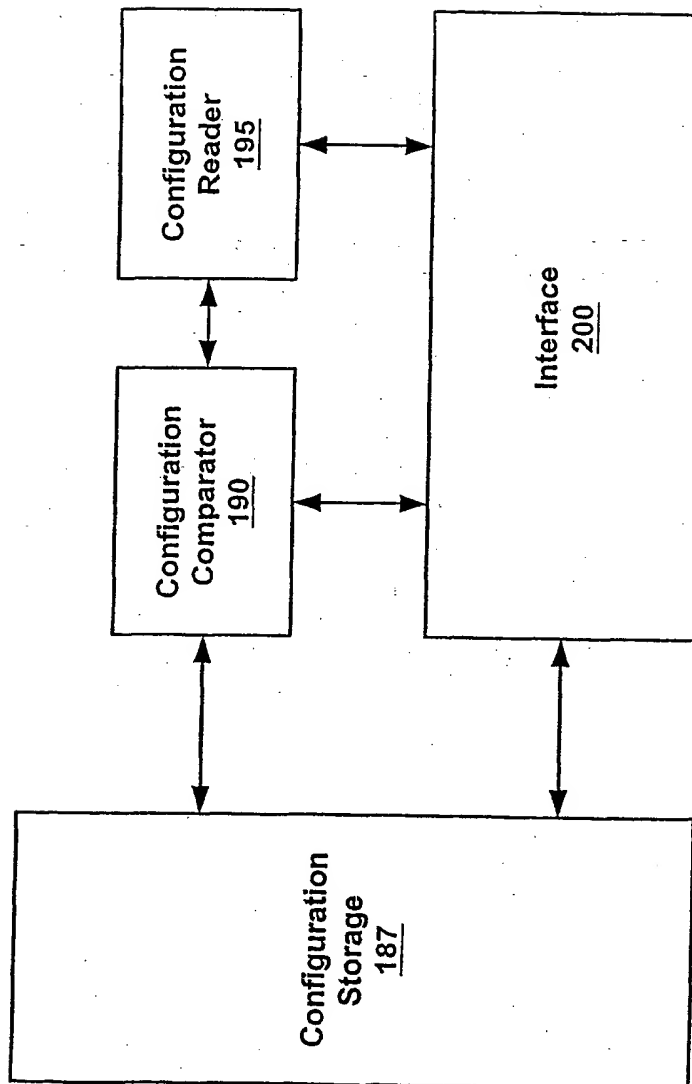 Configuration
Storage
187
Configuration
Comparator
190
Configuration
Reader
195
Interface
200